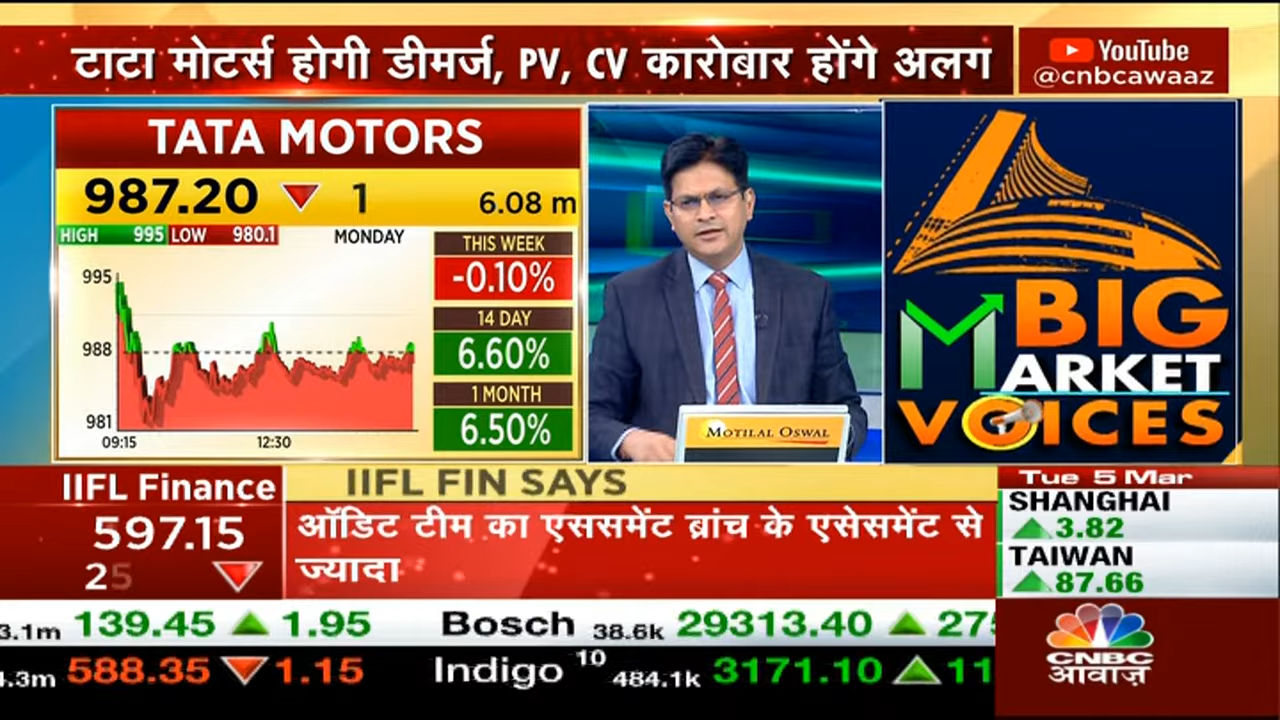 टाटा मोटर्स होगी डीमर्ज, PV, CV कारोबार होंगे अलग
YouTube
@cnbcawaaz
TATA MOTORS
987.20 1 6.08 m
HIGH 995 LOW 980.1 MONDAY
995
988
981
09:15 12:30
THIS WEEK
-0.10%
14 DAY
6.60%
1 MONTH
6.50%
MOTILAL OSWAL
BIG
MARKET
VOICES
IIFL Finance
597.15
25
IIFL FIN SAYS
ऑडिट टीम का एससमेंट ब्रांच के एसेसमेंट से
ज्यादा
Tue 5 Mar
SHANGHAI
3.82
TAIWAN
87.66
3.1m 139.45 1.95 Bosch 38.6k 29313.40 275
4.3m 588.35 1.15 Indigo 10 484.1k 3171.10 11
CNBC
आवाज़